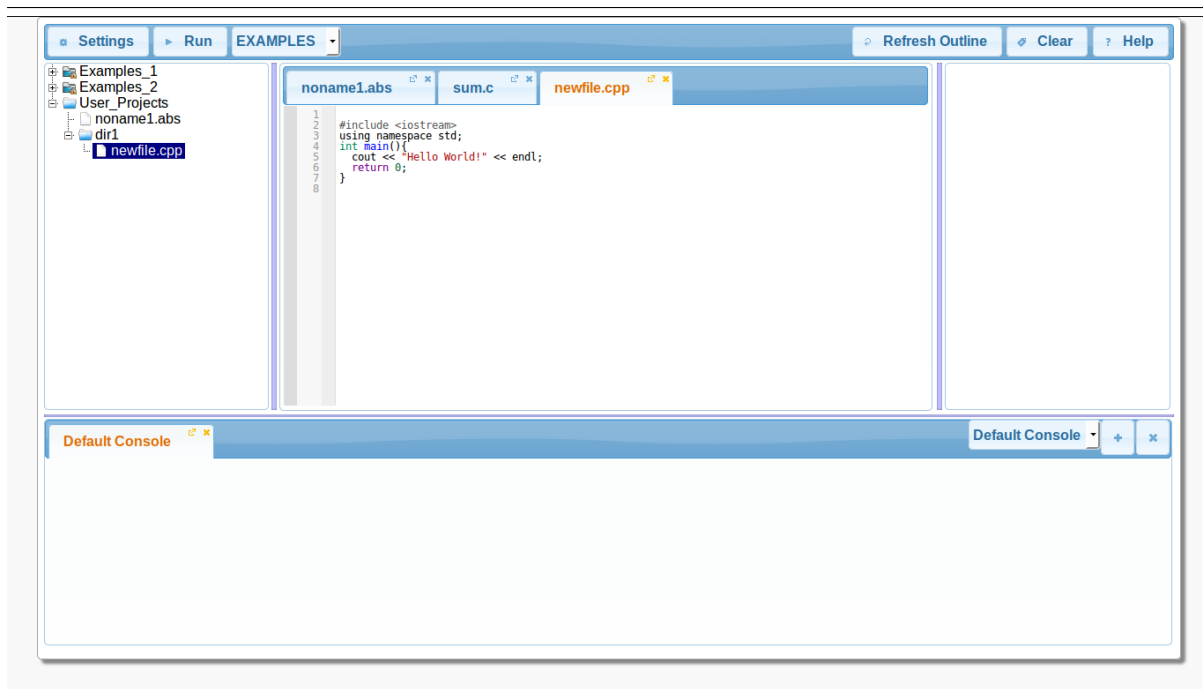 Settings Run EXAMPLES Refresh Outline Clear ? Help
Examples_1
Examples_2
User_Projects
noname1.abs
dir1
newfile.cpp
noname1.abs sum.c newfile.cpp
1
2 #include <iostream>
3 using namespace std;
4 int main(){
5 cout << "Hello World!" << endl;
6 return 0;
7 }
8
Default Console Default Console